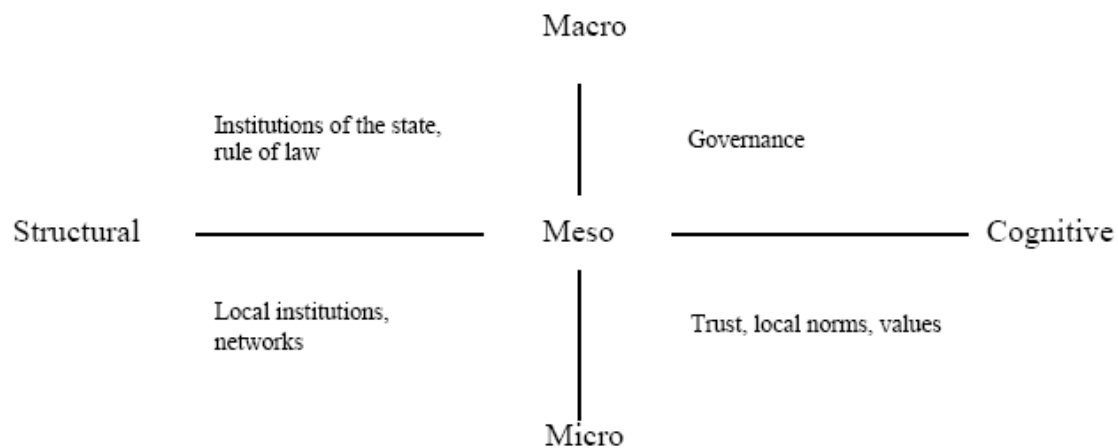 Macro
Institutions of the state,
rule of law
Governance
Structural
Meso
Cognitive
Local institutions,
networks
Trust, local norms, values
Micro